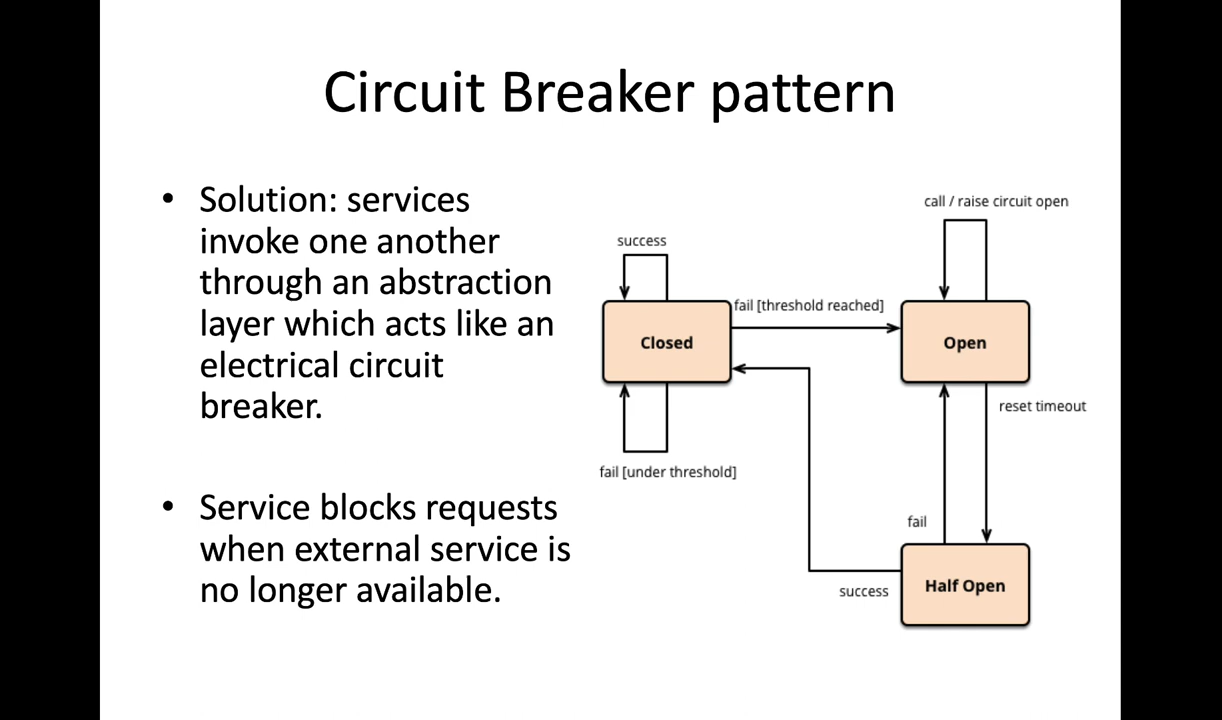 Circuit Breaker pattern
• Solution: services
invoke one another
through an abstraction
layer which acts like an
electrical circuit
breaker.
• Service blocks requests
when external service is
no longer available.
call / raise circuit open
success
fail [threshold reached]
Closed
Open
reset timeout
fail [under threshold]
fail
Half Open
success